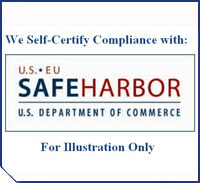 We Self-Certify Compliance with:
U.S. ★ EU
SAFEHARBOR
U.S. DEPARTMENT OF COMMERCE
For Illustration Only